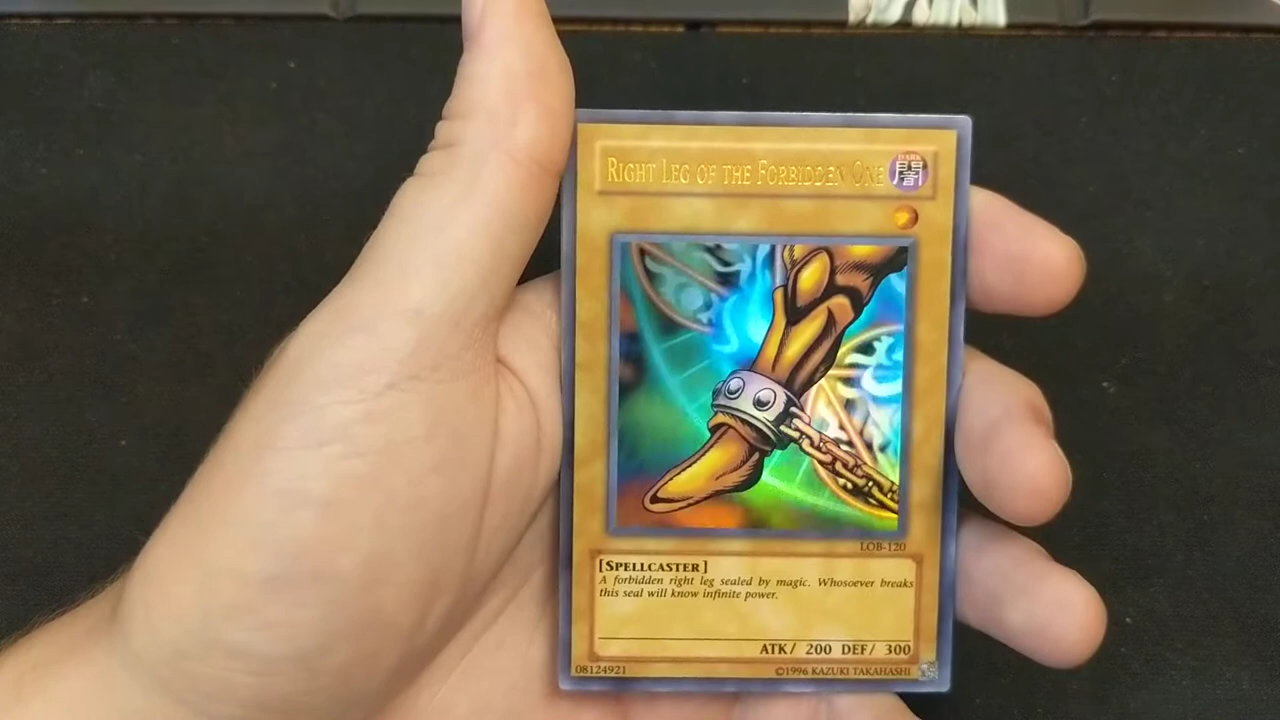 RIGHT LEG OF THE FORBIDDEN ONE
DARK
闇
LOB-120
[SPELLCASTER]
A forbidden right leg sealed by magic. Whosoever breaks
this seal will know infinite power.
ATK/ 200 DEF/ 300
08124921
©1996 KAZUKI TAKAHASHI